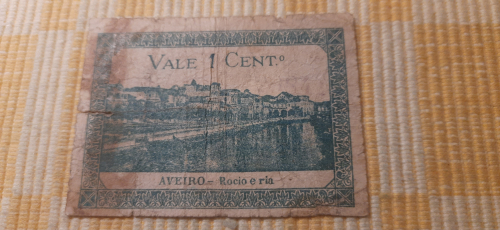 VALE 1 CENT.º
AVEIRO.- Rocio e ria